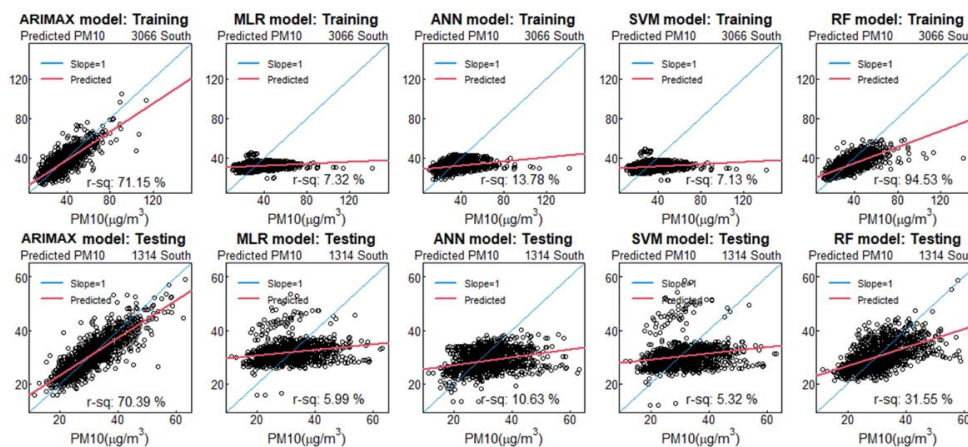 ARIMAX model: Training
Predicted PM10 3066 South
Slope=1
Predicted
120
80
40
r-sq: 71.15 %
40 80 120
PM10(μg/m³)
MLR model: Training
Predicted PM10 3066 South
Slope=1
Predicted
120
80
40
r-sq: 7.32 %
40 80 120
PM10(μg/m³)
ANN model: Training
Predicted PM10 3066 South
Slope=1
Predicted
120
80
40
r-sq: 13.78 %
40 80 120
PM10(μg/m³)
SVM model: Training
Predicted PM10 3066 South
Slope=1
Predicted
120
80
40
r-sq: 7.13 %
40 80 120
PM10(μg/m³)
RF model: Training
Predicted PM10 3066 South
Slope=1
Predicted
120
80
40
r-sq: 94.53 %
40 80 120
PM10(μg/m³)
ARIMAX model: Testing
Predicted PM10 1314 South
Slope=1
Predicted
60
40
20
r-sq: 70.39 %
20 40 60
PM10(μg/m³)
MLR model: Testing
Predicted PM10 1314 South
Slope=1
Predicted
60
40
20
r-sq: 5.99 %
20 40 60
PM10(μg/m³)
ANN model: Testing
Predicted PM10 1314 South
Slope=1
Predicted
60
40
20
r-sq: 10.63 %
20 40 60
PM10(μg/m³)
SVM model: Testing
Predicted PM10 1314 South
Slope=1
Predicted
60
40
20
r-sq: 5.32 %
20 40 60
PM10(μg/m³)
RF model: Testing
Predicted PM10 1314 South
Slope=1
Predicted
60
40
20
r-sq: 31.55 %
20 40 60
PM10(μg/m³)